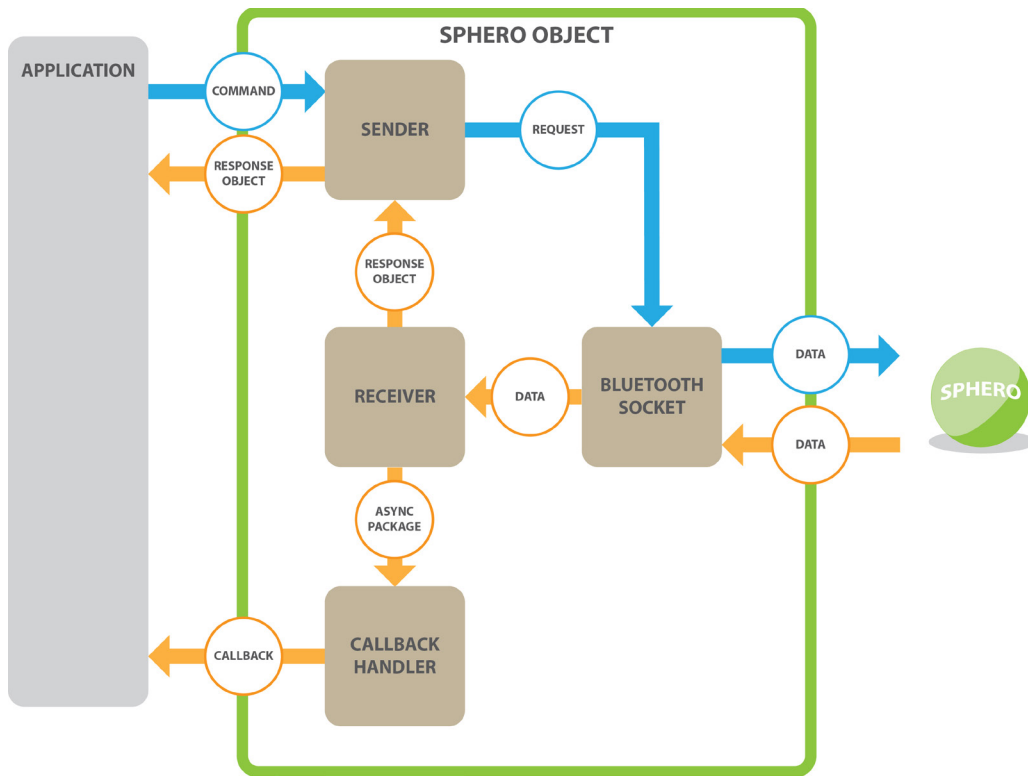 SPHERO OBJECT
APPLICATION
COMMAND
SENDER
REQUEST
RESPONSE
OBJECT
RESPONSE
OBJECT
RECEIVER
DATA
BLUETOOTH
SOCKET
DATA
SPHERO
DATA
ASYNC
PACKAGE
CALLBACK
CALLBACK
HANDLER